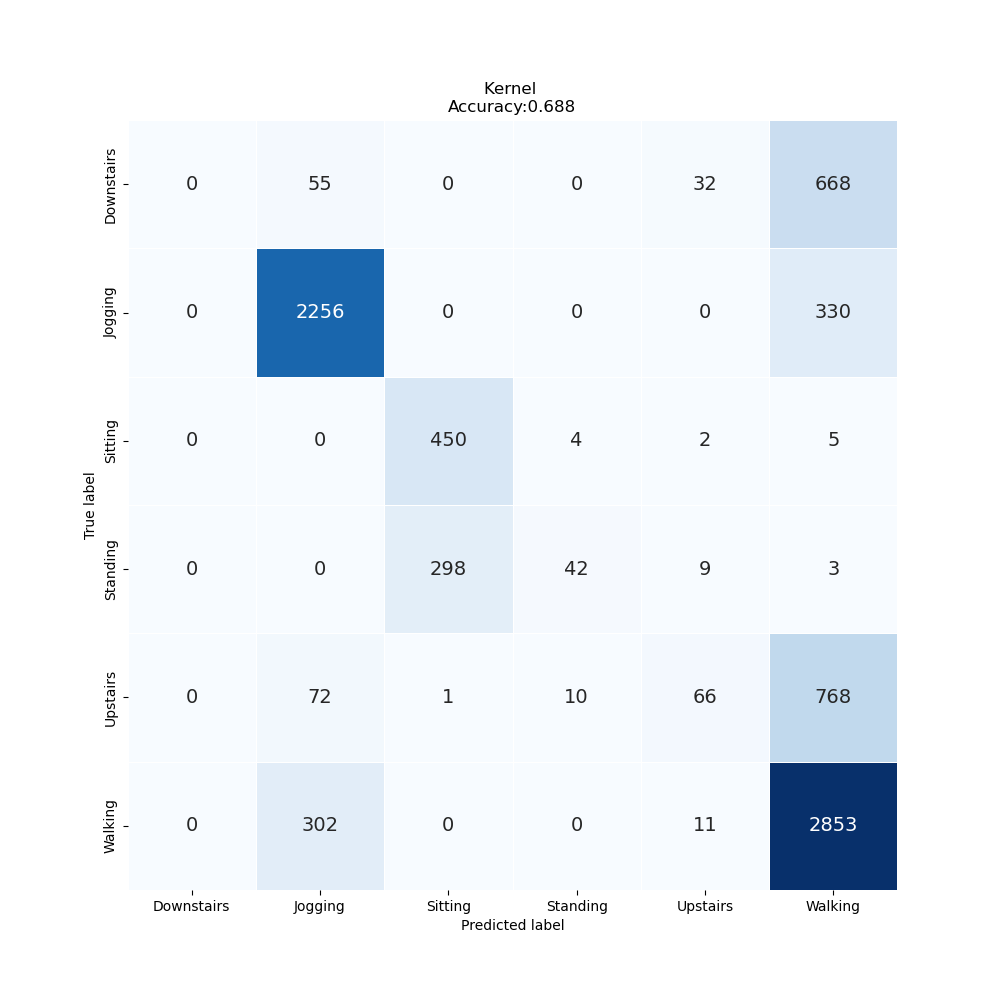 Kernel
Accuracy:0.688
Downstairs 0 55 0 0 32 668
Jogging 0 2256 0 0 0 330
Sitting 0 0 450 4 2 5
Standing 0 0 298 42 9 3
Upstairs 0 72 1 10 66 768
Walking 0 302 0 0 11 2853
True label
Downstairs Jogging Sitting Standing Upstairs Walking
Predicted label